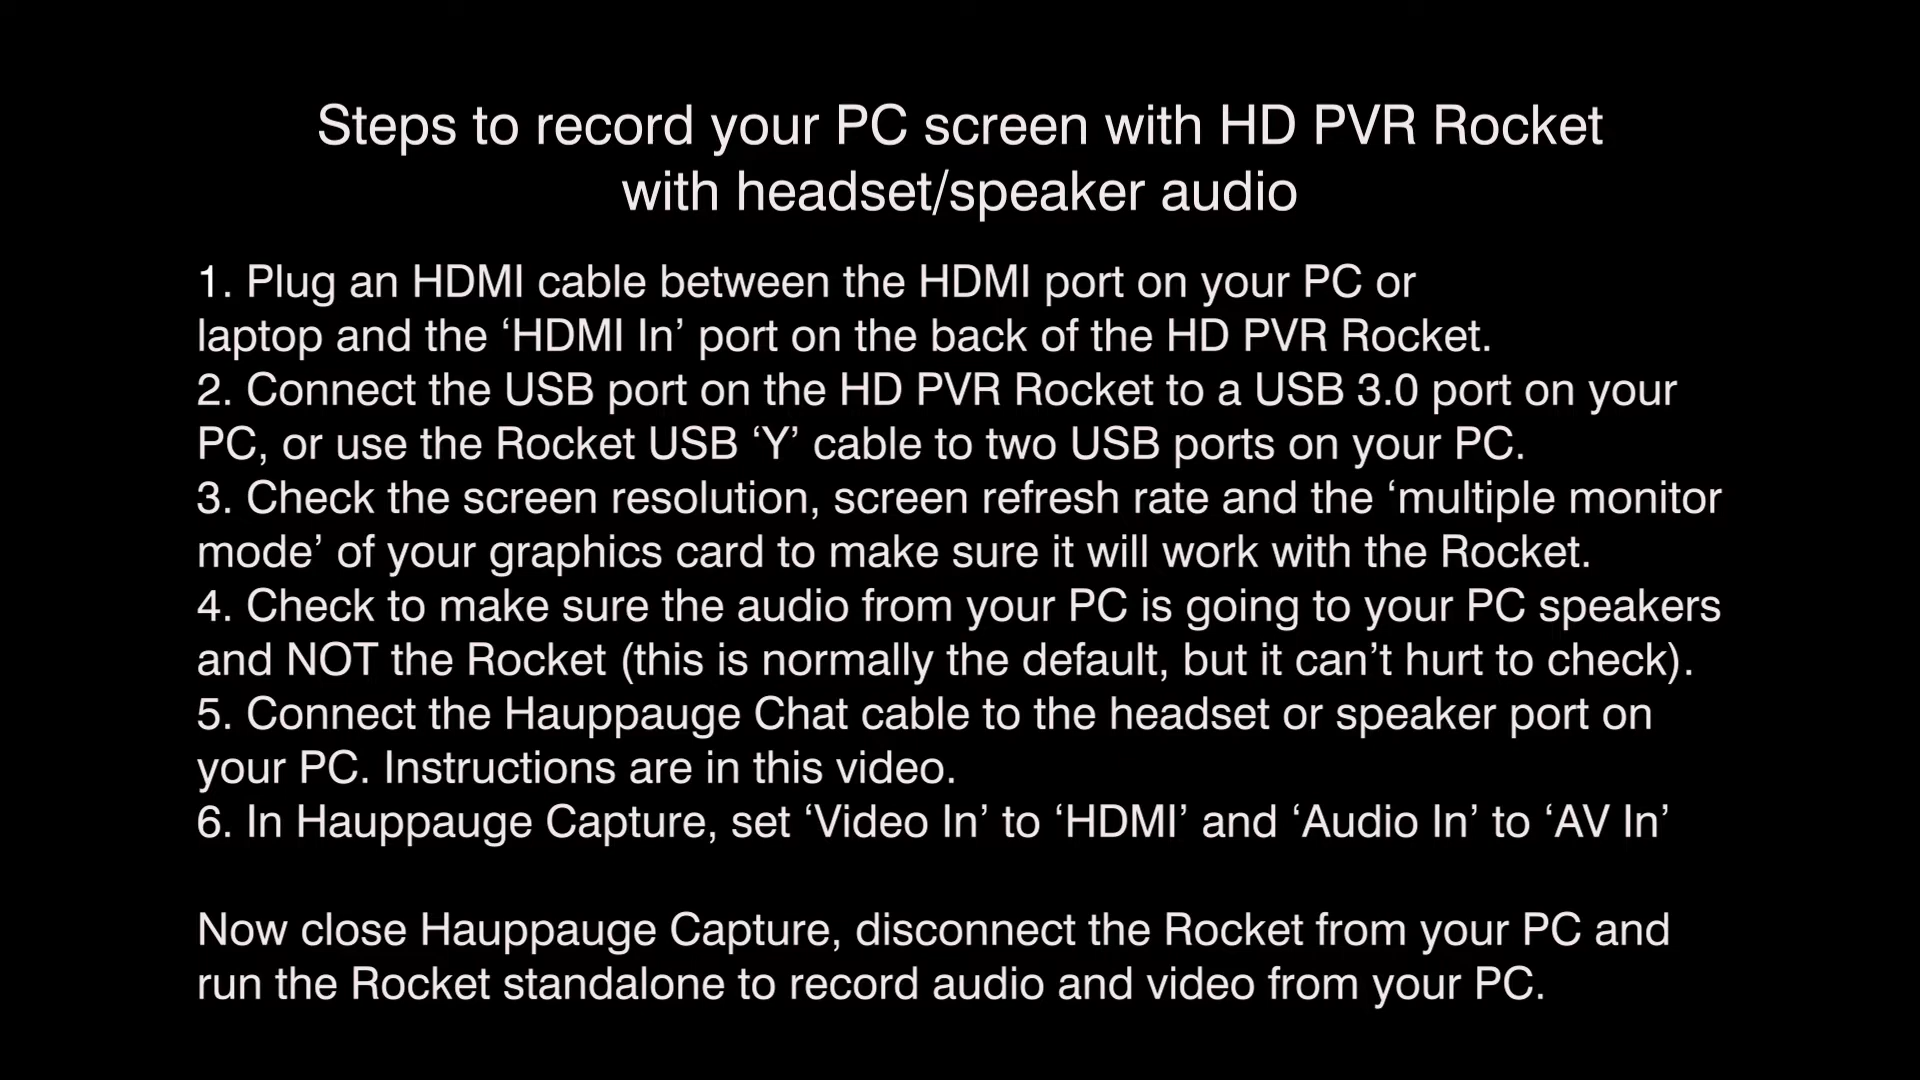 Steps to record your PC screen with HD PVR Rocket
with headset/speaker audio
1. Plug an HDMI cable between the HDMI port on your PC or
laptop and the ‘HDMI In’ port on the back of the HD PVR Rocket.
2. Connect the USB port on the HD PVR Rocket to a USB 3.0 port on your
PC, or use the Rocket USB ‘Y’ cable to two USB ports on your PC.
3. Check the screen resolution, screen refresh rate and the ‘multiple monitor
mode’ of your graphics card to make sure it will work with the Rocket.
4. Check to make sure the audio from your PC is going to your PC speakers
and NOT the Rocket (this is normally the default, but it can’t hurt to check).
5. Connect the Hauppauge Chat cable to the headset or speaker port on
your PC. Instructions are in this video.
6. In Hauppauge Capture, set ‘Video In’ to ‘HDMI’ and ‘Audio In’ to ‘AV In’
Now close Hauppauge Capture, disconnect the Rocket from your PC and
run the Rocket standalone to record audio and video from your PC.